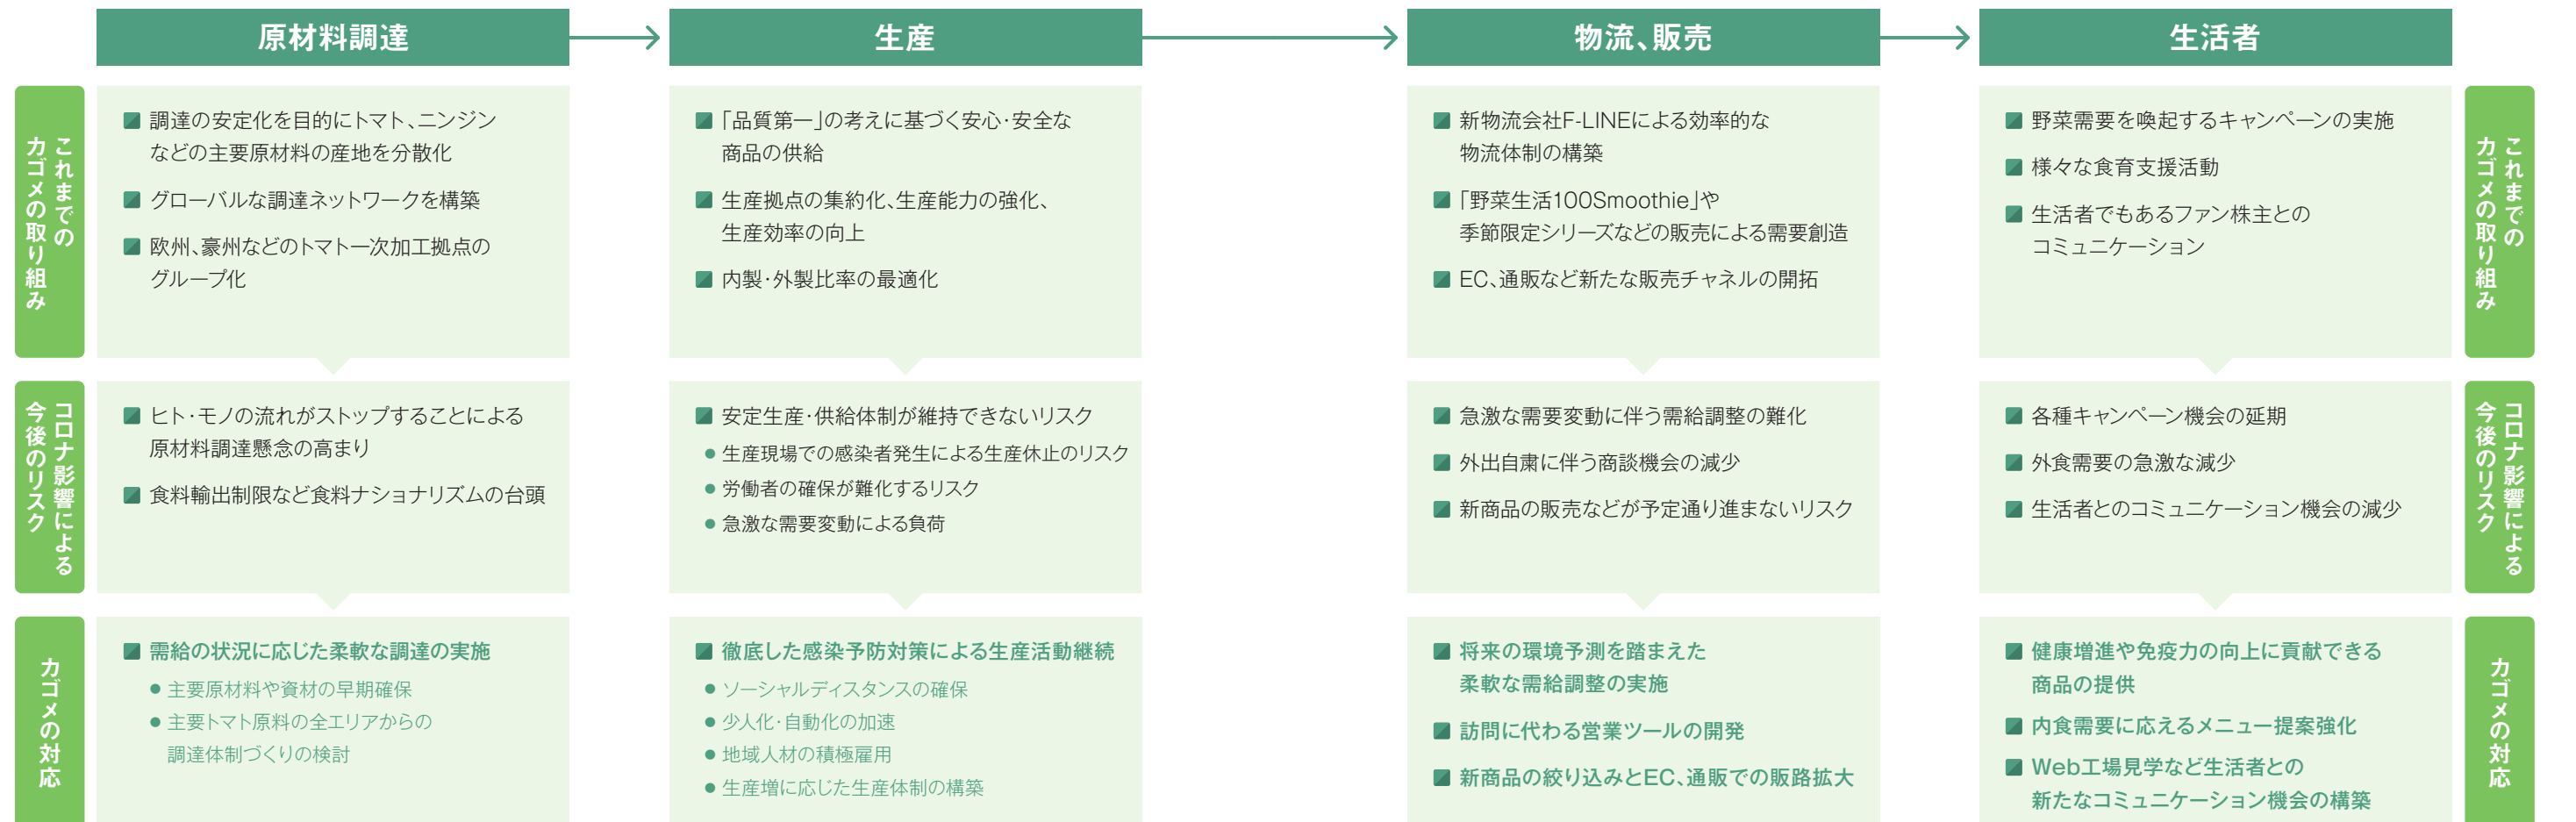 原材料調達
生産
物流、販売
生活者
これまでの
カゴメの取り組み
調達の安定化を目的にトマト、ニンジン
などの主要原材料の産地を分散化
グローバルな調達ネットワークを構築
欧州、豪州などのトマト一次加工拠点の
グループ化
「品質第一」の考えに基づく安心・安全な
商品の供給
生産拠点の集約化、生産能力の強化、
生産効率の向上
内製・外製比率の最適化
新物流会社F-LINEによる効率的な
物流体制の構築
「野菜生活100Smoothie」や
季節限定シリーズなどの販売による需要創造
EC、通販など新たな販売チャネルの開拓
野菜需要を喚起するキャンペーンの実施
様々な食育支援活動
生活者でもあるファン株主との
コミュニケーション
これまでの
カゴメの取り組み
コロナ影響による
今後のリスク
ヒト・モノの流れがストップすることによる
原材料調達懸念の高まり
食料輸出制限など食料ナショナリズムの台頭
安定生産・供給体制が維持できないリスク
生産現場での感染者発生による生産休止のリスク
労働者の確保が難化するリスク
急激な需要変動による負荷
急激な需要変動に伴う需給調整の難化
外出自粛に伴う商談機会の減少
新商品の販売などが予定通り進まないリスク
各種キャンペーン機会の延期
外食需要の急激な減少
生活者とのコミュニケーション機会の減少
コロナ影響による
今後のリスク
カゴメの対応
需給の状況に応じた柔軟な調達の実施
主要原材料や資材の早期確保
主要トマト原料の全エリアからの
調達体制づくりの検討
徹底した感染予防対策による生産活動継続
ソーシャルディスタンスの確保
少人化・自動化の加速
地域人材の積極雇用
生産増に応じた生産体制の構築
将来の環境予測を踏まえた
柔軟な需給調整の実施
訪問に代わる営業ツールの開発
新商品の絞り込みとEC、通販での販路拡大
健康増進や免疫力の向上に貢献できる
商品の提供
内食需要に応えるメニュー提案強化
Web工場見学など生活者との
新たなコミュニケーション機会の構築
カゴメの対応